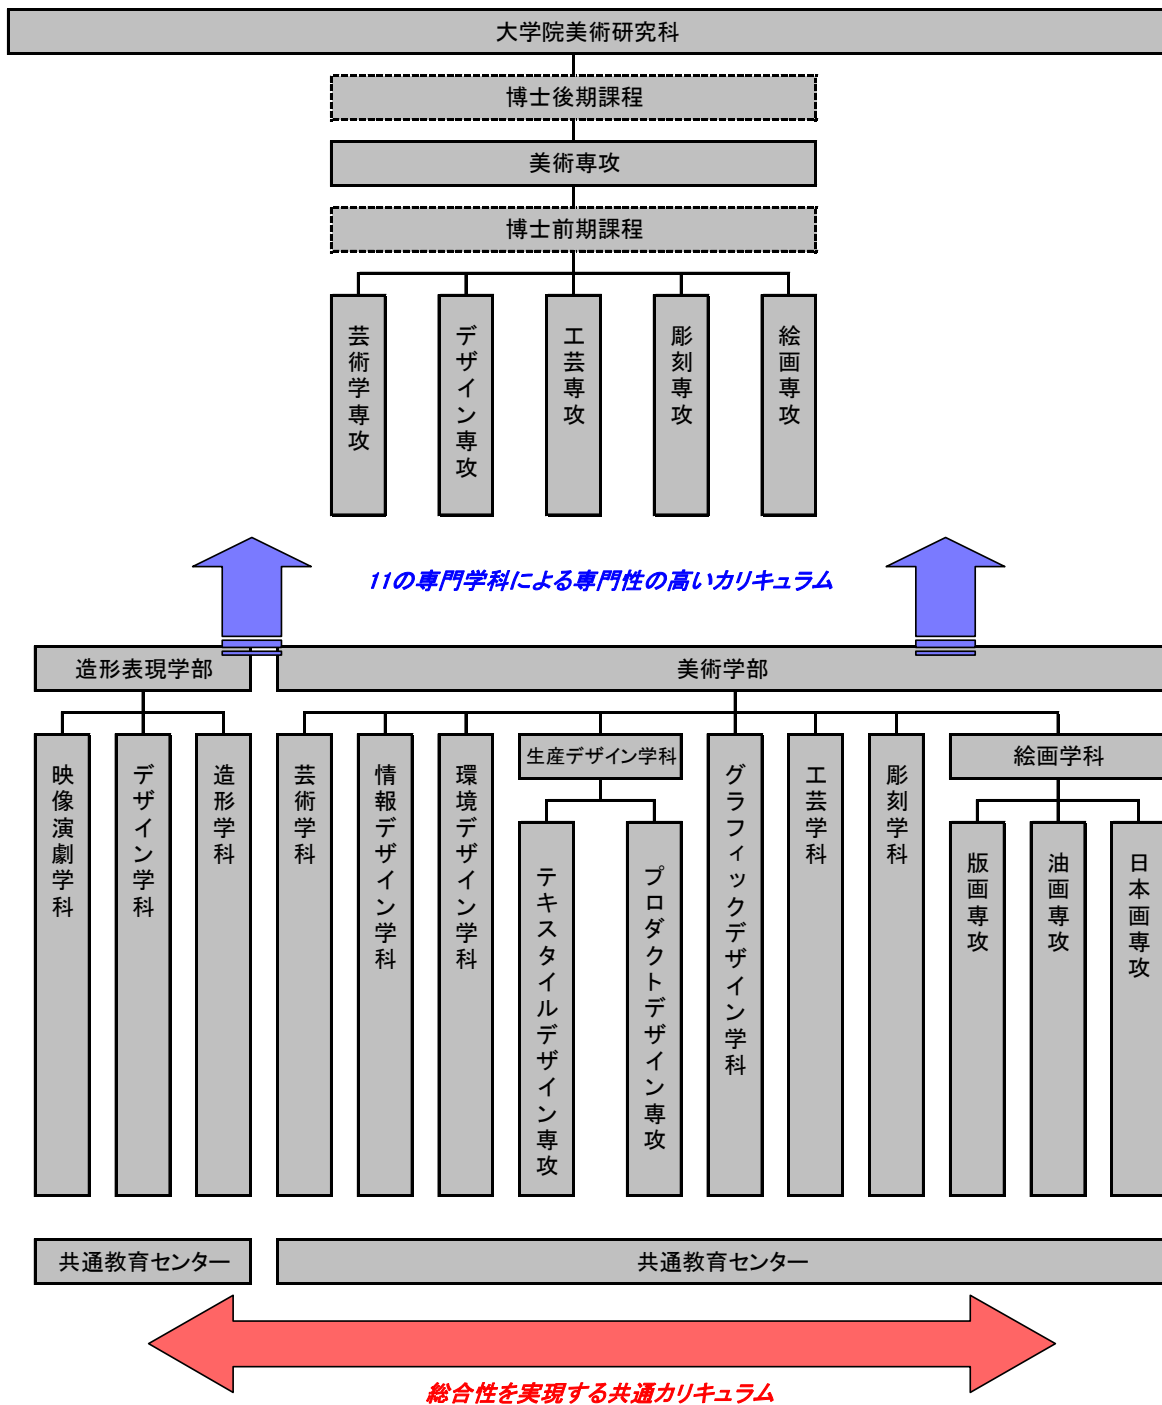 大学院美術研究科
博士後期課程
美術専攻
博士前期課程
芸術学専攻
デザイン専攻
工芸専攻
彫刻専攻
絵画専攻
11の専門学科による専門性の高いカリキュラム
造形表現学部
美術学部
映像演劇学科
デザイン学科
造形学科
芸術学科
情報デザイン学科
環境デザイン学科
生産デザイン学科
テキスタイルデザイン専攻
プロダクトデザイン専攻
グラフィックデザイン学科
工芸学科
彫刻学科
絵画学科
版画専攻
油画専攻
日本画専攻
共通教育センター
共通教育センター
総合性を実現する共通カリキュラム